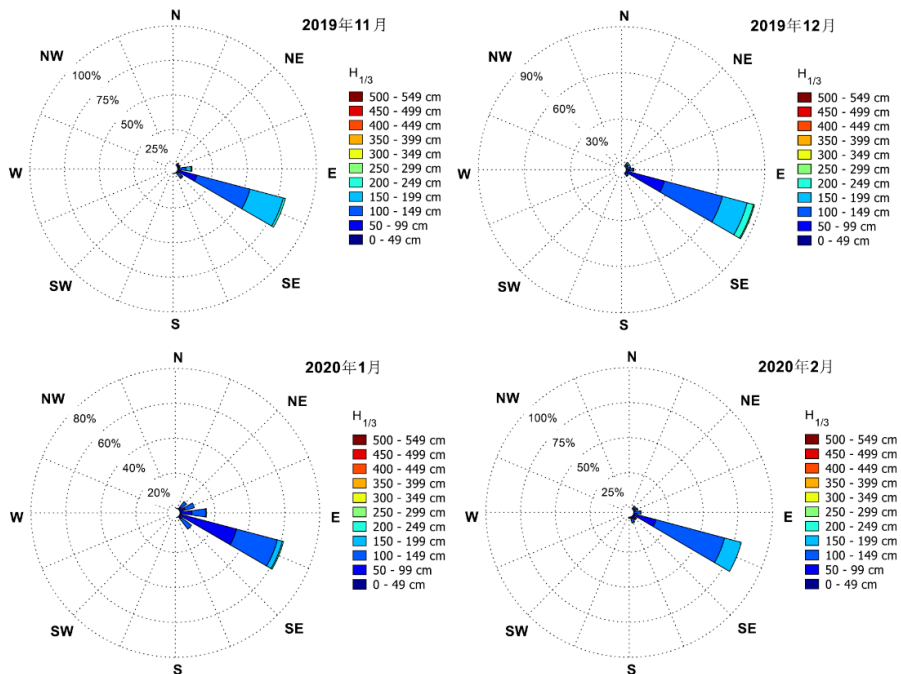 2019年11月
N
NE
E
SE
S
SW
W
NW
100%
75%
50%
25%
H1/3
500 - 549 cm
450 - 499 cm
400 - 449 cm
350 - 399 cm
300 - 349 cm
250 - 299 cm
200 - 249 cm
150 - 199 cm
100 - 149 cm
50 - 99 cm
0 - 49 cm
2019年12月
N
NE
E
SE
S
SW
W
NW
90%
60%
30%
H1/3
500 - 549 cm
450 - 499 cm
400 - 449 cm
350 - 399 cm
300 - 349 cm
250 - 299 cm
200 - 249 cm
150 - 199 cm
100 - 149 cm
50 - 99 cm
0 - 49 cm
2020年1月
N
NE
E
SE
S
SW
W
NW
80%
60%
40%
20%
H1/3
500 - 549 cm
450 - 499 cm
400 - 449 cm
350 - 399 cm
300 - 349 cm
250 - 299 cm
200 - 249 cm
150 - 199 cm
100 - 149 cm
50 - 99 cm
0 - 49 cm
2020年2月
N
NE
E
SE
S
SW
W
NW
100%
75%
50%
25%
H1/3
500 - 549 cm
450 - 499 cm
400 - 449 cm
350 - 399 cm
300 - 349 cm
250 - 299 cm
200 - 249 cm
150 - 199 cm
100 - 149 cm
50 - 99 cm
0 - 49 cm